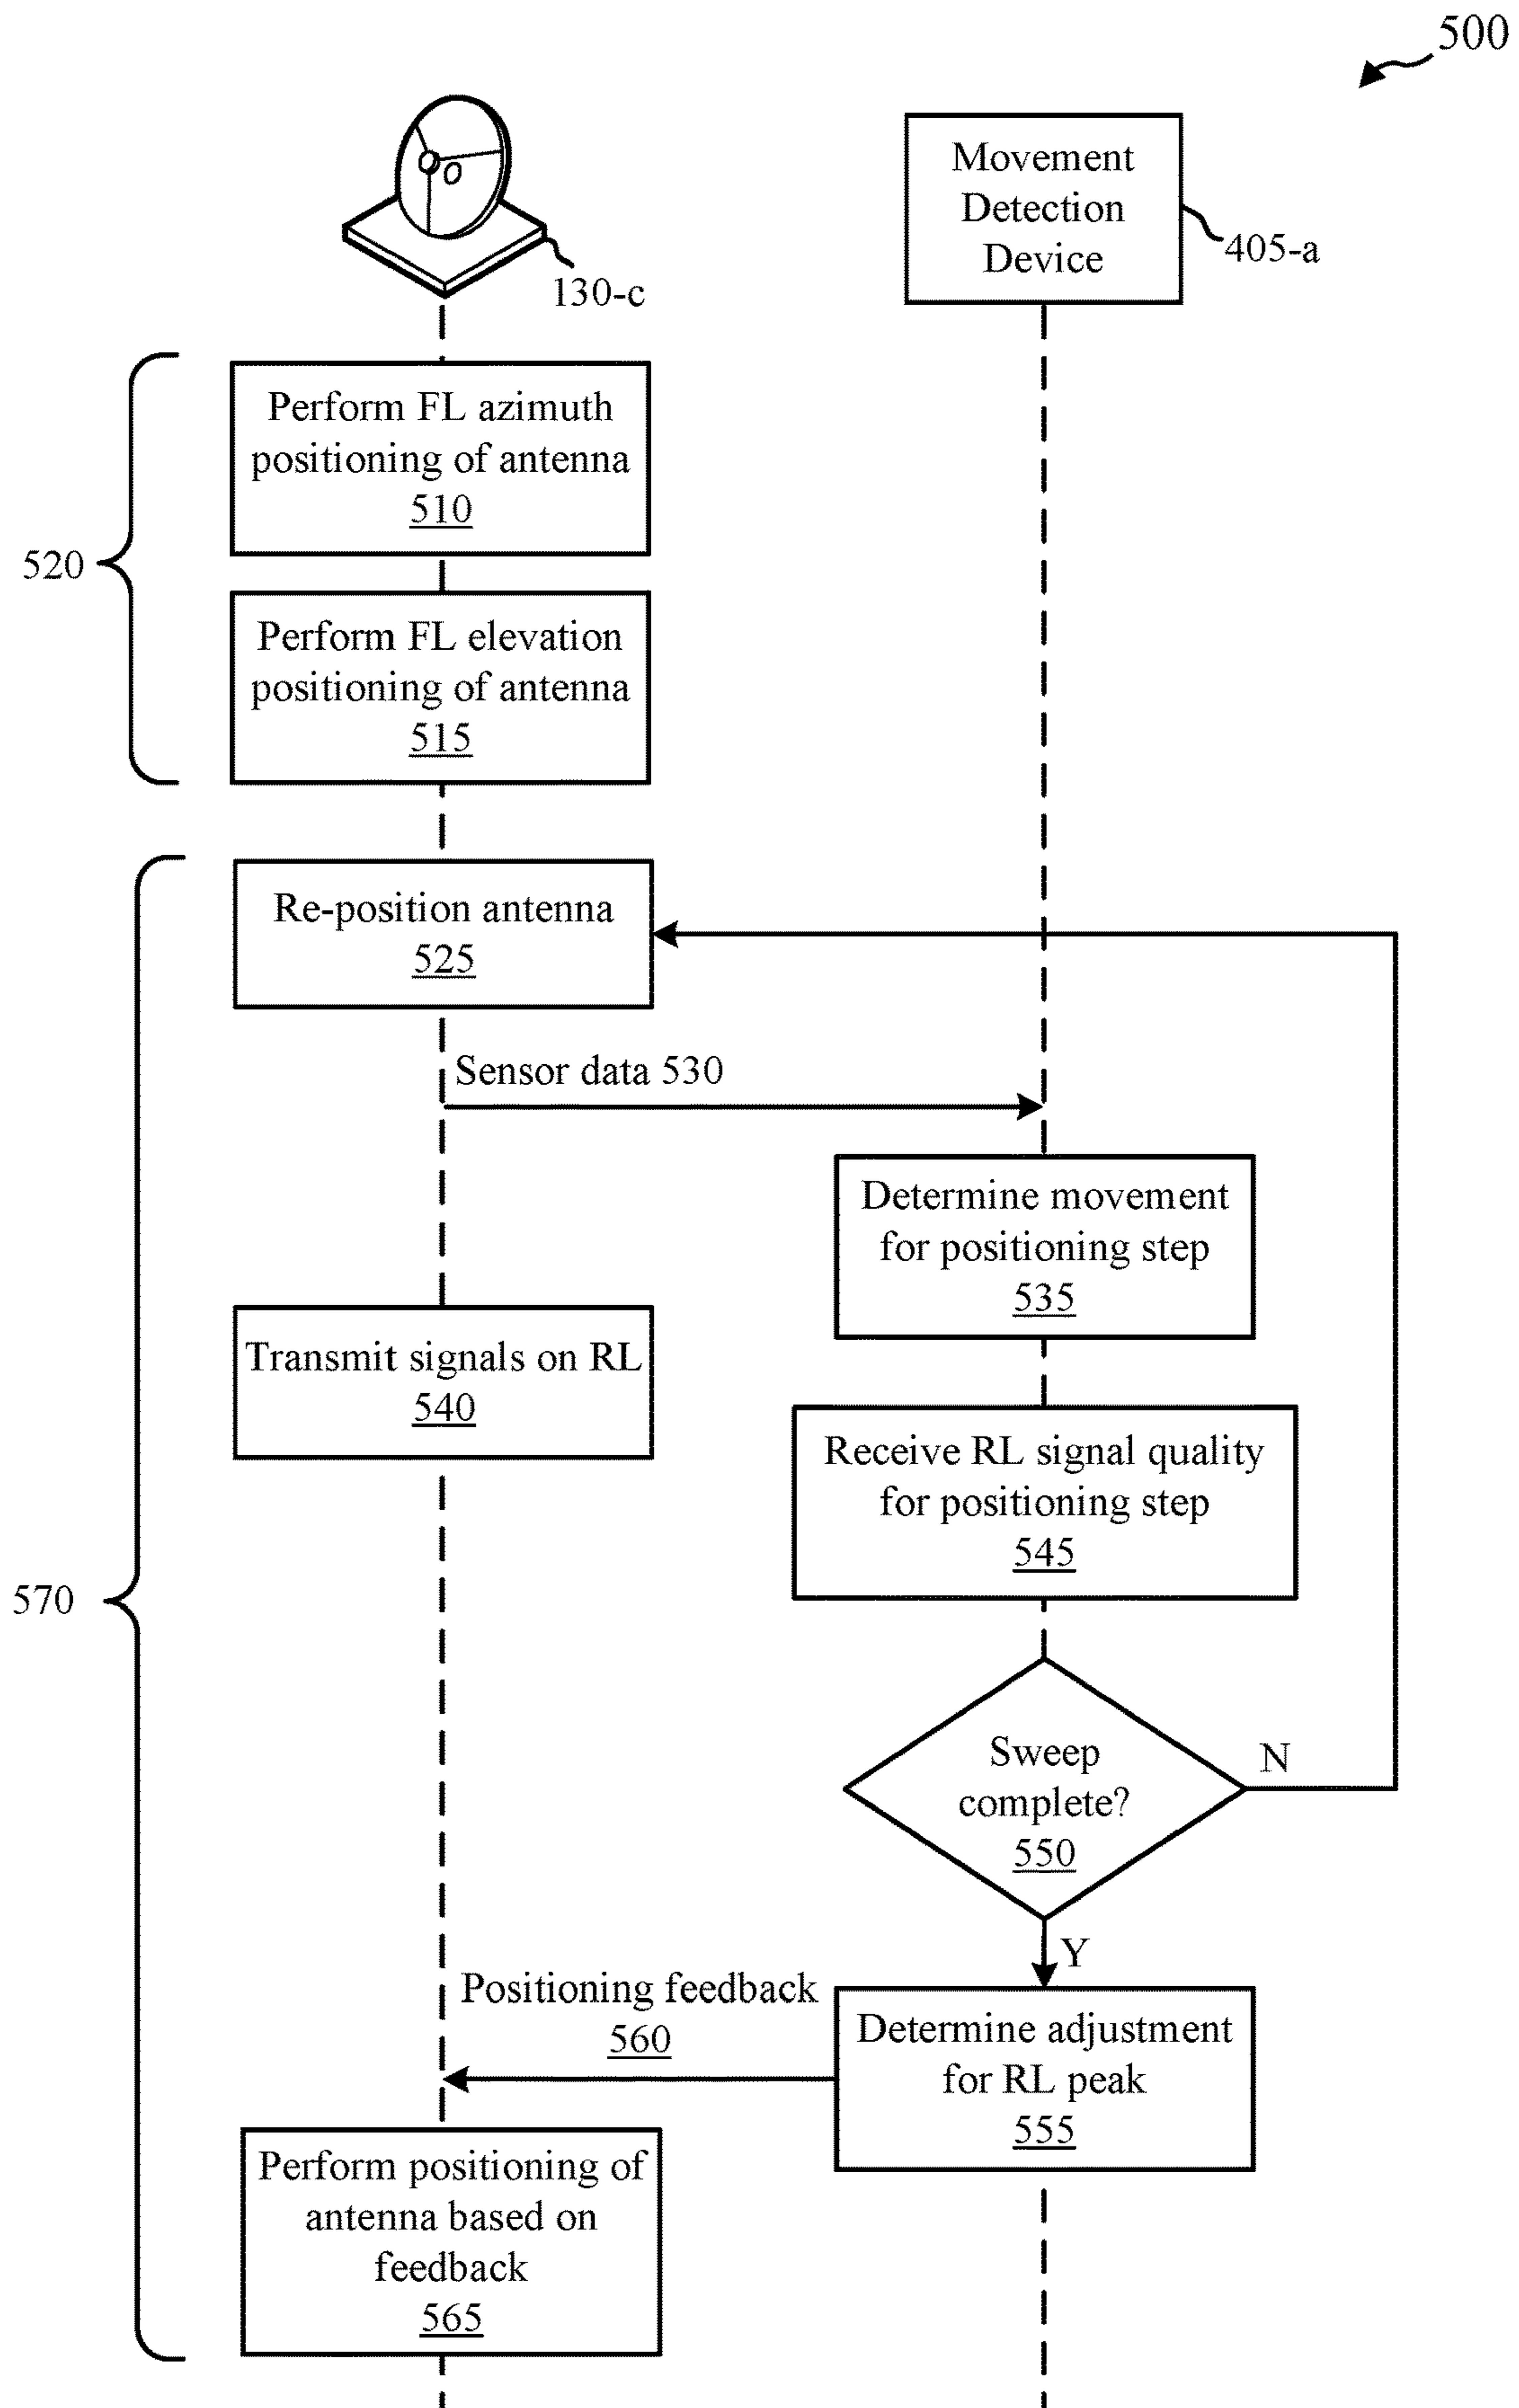 500
Movement
Detection
Device
405-a
130-c
Perform FL azimuth
positioning of antenna
510
520
Perform FL elevation
positioning of antenna
515
Re-position antenna
525
Sensor data 530
Determine movement
for positioning step
535
Transmit signals on RL
540
Receive RL signal quality
for positioning step
545
570
Sweep
complete?
550
N
Y
Positioning feedback
560
Determine adjustment
for RL peak
555
Perform positioning of
antenna based on
feedback
565